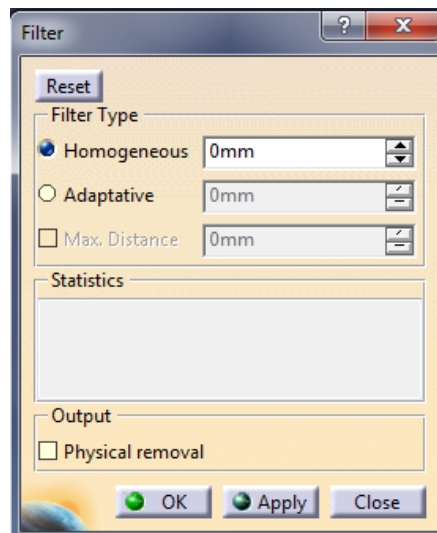 Filter
?
X
Reset
Filter Type
Homogeneous 0mm
Adaptative 0mm
Max. Distance 0mm
Statistics
Output
Physical removal
OK Apply Close